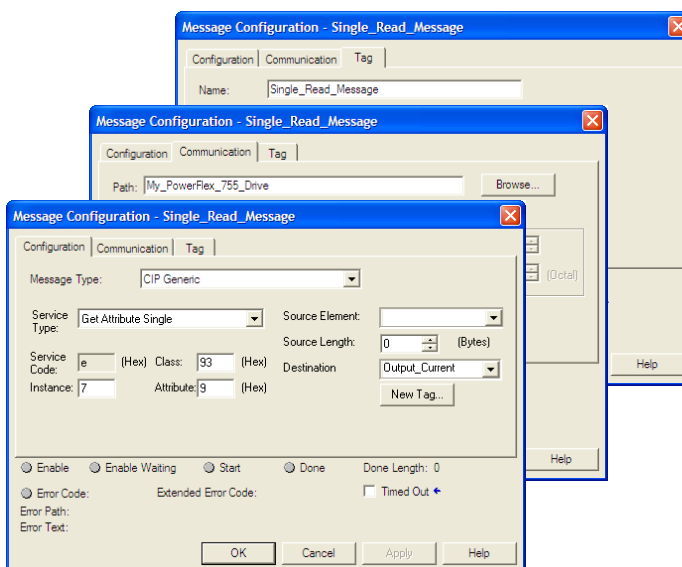 Message Configuration - Single_Read_Message
Configuration Communication Tag
Name: Single_Read_Message
Help
Message Configuration - Single_Read_Message
Configuration Communication Tag
Path: My_PowerFlex_755_Drive Browse...
(Octal)
Help
Message Configuration - Single_Read_Message
Configuration Communication Tag
Message Type: CIP Generic
Service Type: Get Attribute Single
Source Element:
Source Length: 0 (Bytes)
Service Code: e (Hex) Class: 93 (Hex)
Destination Output_Current
Instance: 7 Attribute: 9 (Hex)
New Tag...
Enable Enable Waiting Start Done Done Length: 0
Error Code: Extended Error Code: Timed Out
Error Path:
Error Text:
OK Cancel Apply Help